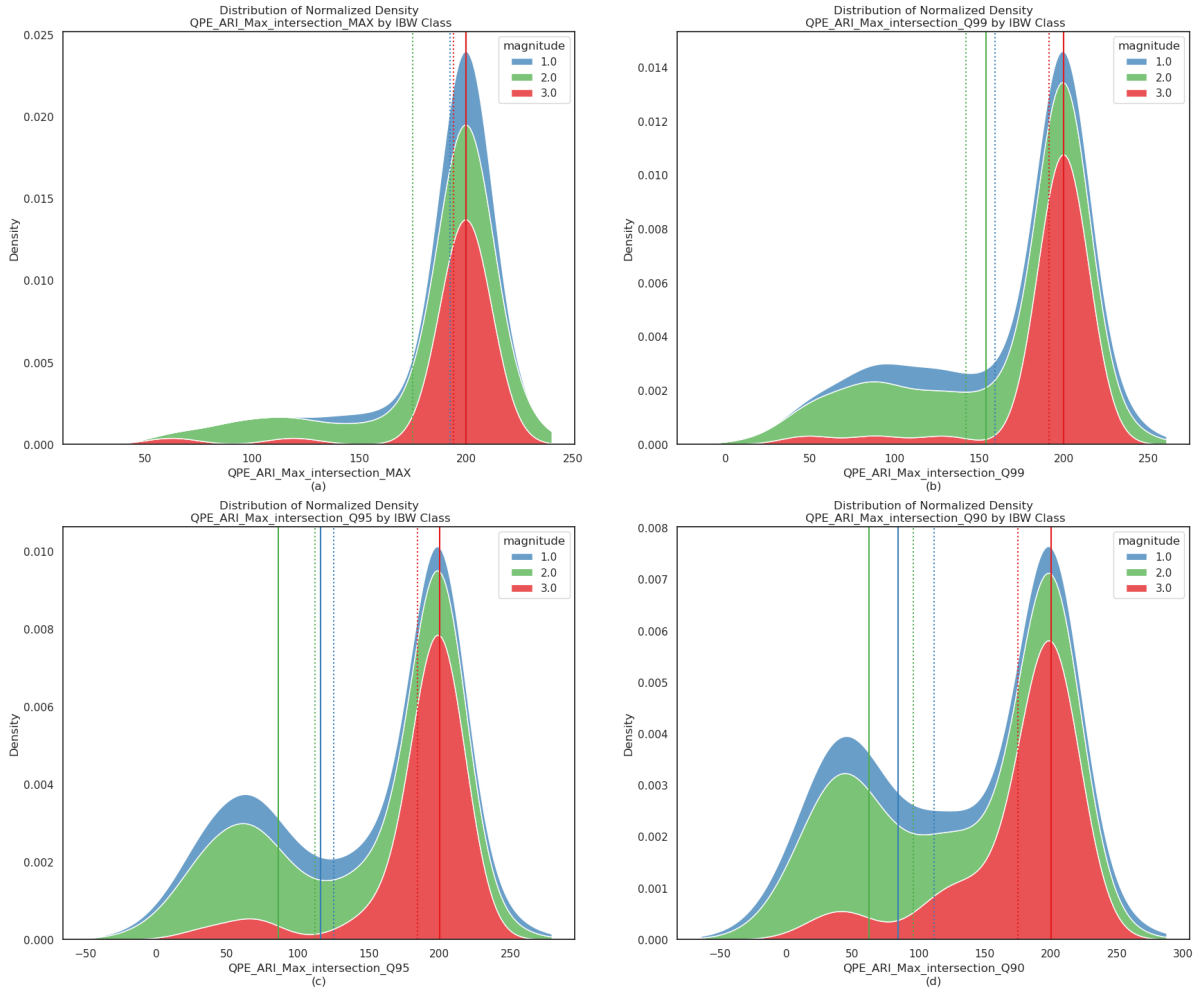 Distribution of Normalized Density
QPE_ARI_Max_intersection_MAX by IBW Class
magnitude
1.0
2.0
3.0
Density
0.025
0.020
0.015
0.010
0.005
0.000
50
100
150
200
250
QPE_ARI_Max_intersection_MAX
(a)
Distribution of Normalized Density
QPE_ARI_Max_intersection_Q99 by IBW Class
magnitude
1.0
2.0
3.0
Density
0.014
0.012
0.010
0.008
0.006
0.004
0.002
0.000
0
50
100
150
200
250
QPE_ARI_Max_intersection_Q99
(b)
Distribution of Normalized Density
QPE_ARI_Max_intersection_Q95 by IBW Class
magnitude
1.0
2.0
3.0
Density
0.010
0.008
0.006
0.004
0.002
0.000
−50
0
50
100
150
200
250
QPE_ARI_Max_intersection_Q95
(c)
Distribution of Normalized Density
QPE_ARI_Max_intersection_Q90 by IBW Class
magnitude
1.0
2.0
3.0
Density
0.008
0.007
0.006
0.005
0.004
0.003
0.002
0.001
0.000
−50
0
50
100
150
200
250
300
QPE_ARI_Max_intersection_Q90
(d)